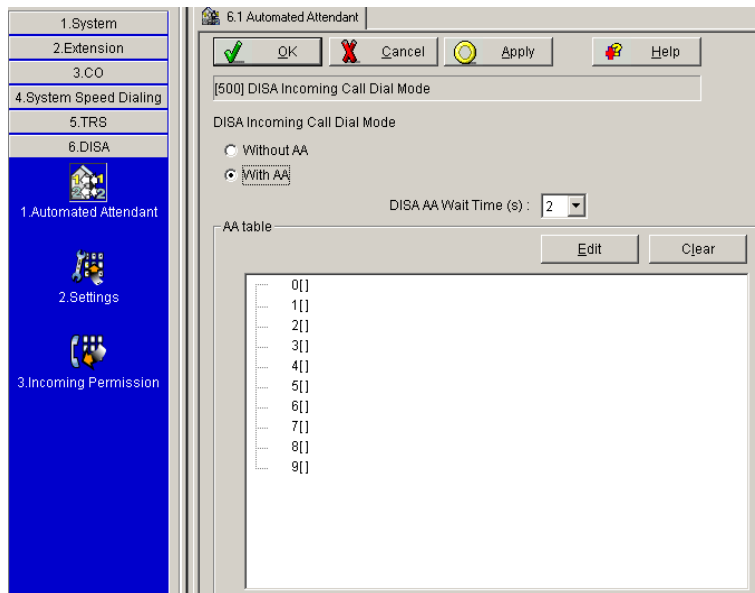 1.System
2.Extension
3.CO
4.System Speed Dialing
5.TRS
6.DISA
1.Automated Attendant
2.Settings
3.Incoming Permission
6.1 Automated Attendant
OK Cancel Apply Help
[500] DISA Incoming Call Dial Mode
DISA Incoming Call Dial Mode
Without AA
With AA
DISA AA Wait Time (s) : 2
AA table
Edit Clear
0[]
1[]
2[]
3[]
4[]
5[]
6[]
7[]
8[]
9[]